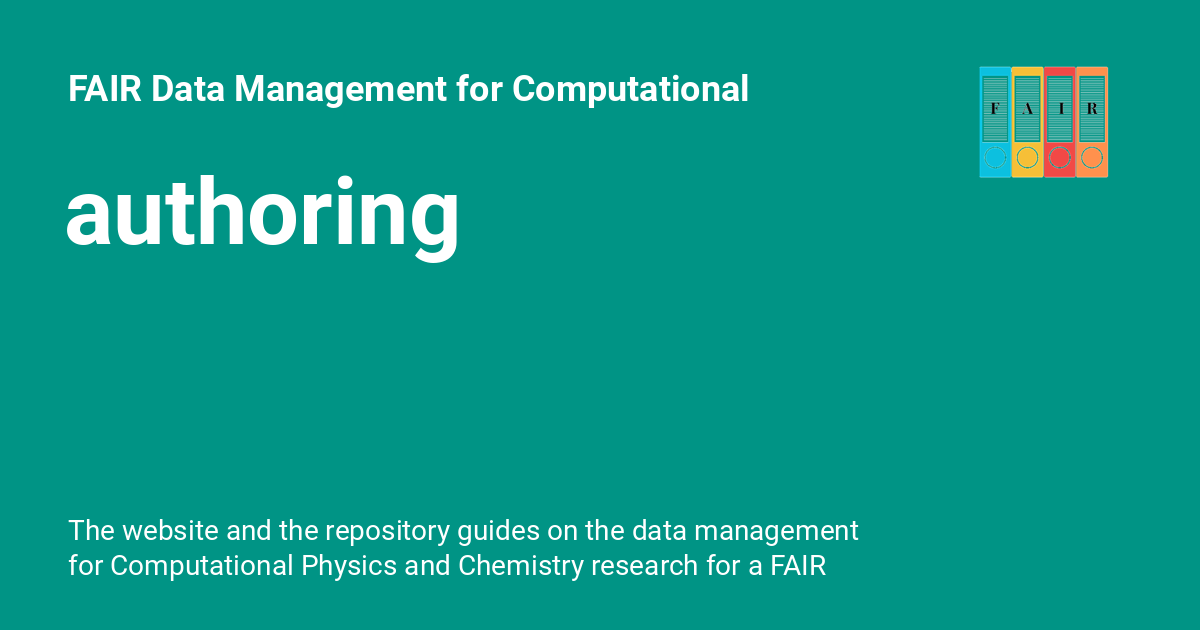 FAIR Data Management for Computational
F A I R
authoring
The website and the repository guides on the data management
for Computational Physics and Chemistry research for a FAIR